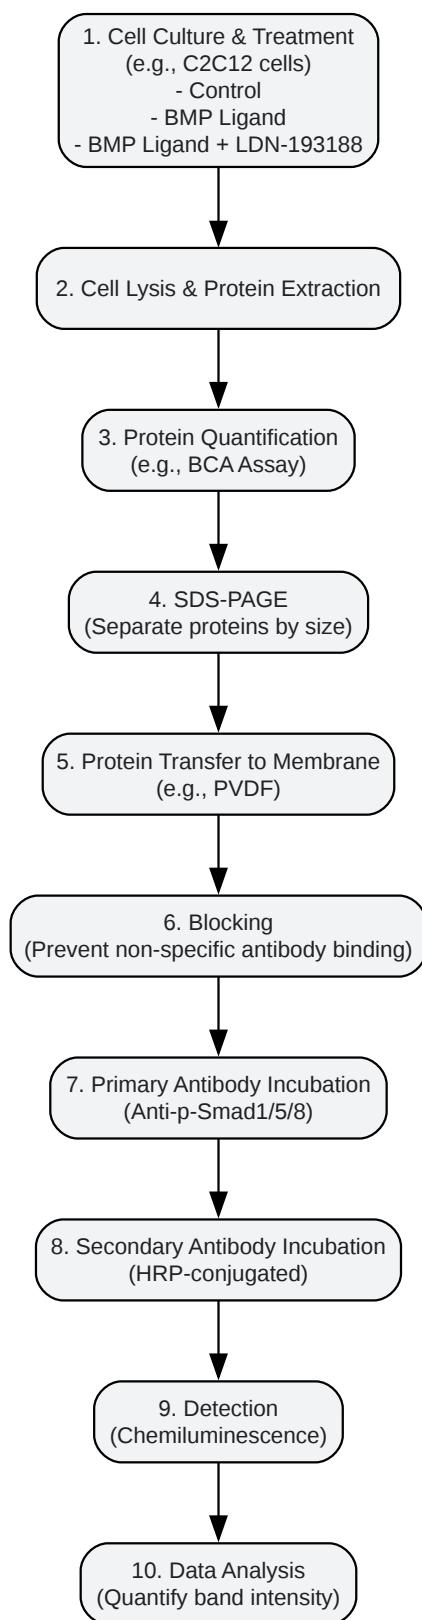 1. Cell Culture & Treatment
(e.g., C2C12 cells)
- Control
- BMP Ligand
- BMP Ligand + LDN-193188
2. Cell Lysis & Protein Extraction
3. Protein Quantification
(e.g., BCA Assay)
4. SDS-PAGE
(Separate proteins by size)
5. Protein Transfer to Membrane
(e.g., PVDF)
6. Blocking
(Prevent non-specific antibody binding)
7. Primary Antibody Incubation
(Anti-p-Smad1/5/8)
8. Secondary Antibody Incubation
(HRP-conjugated)
9. Detection
(Chemiluminescence)
10. Data Analysis
(Quantify band intensity)